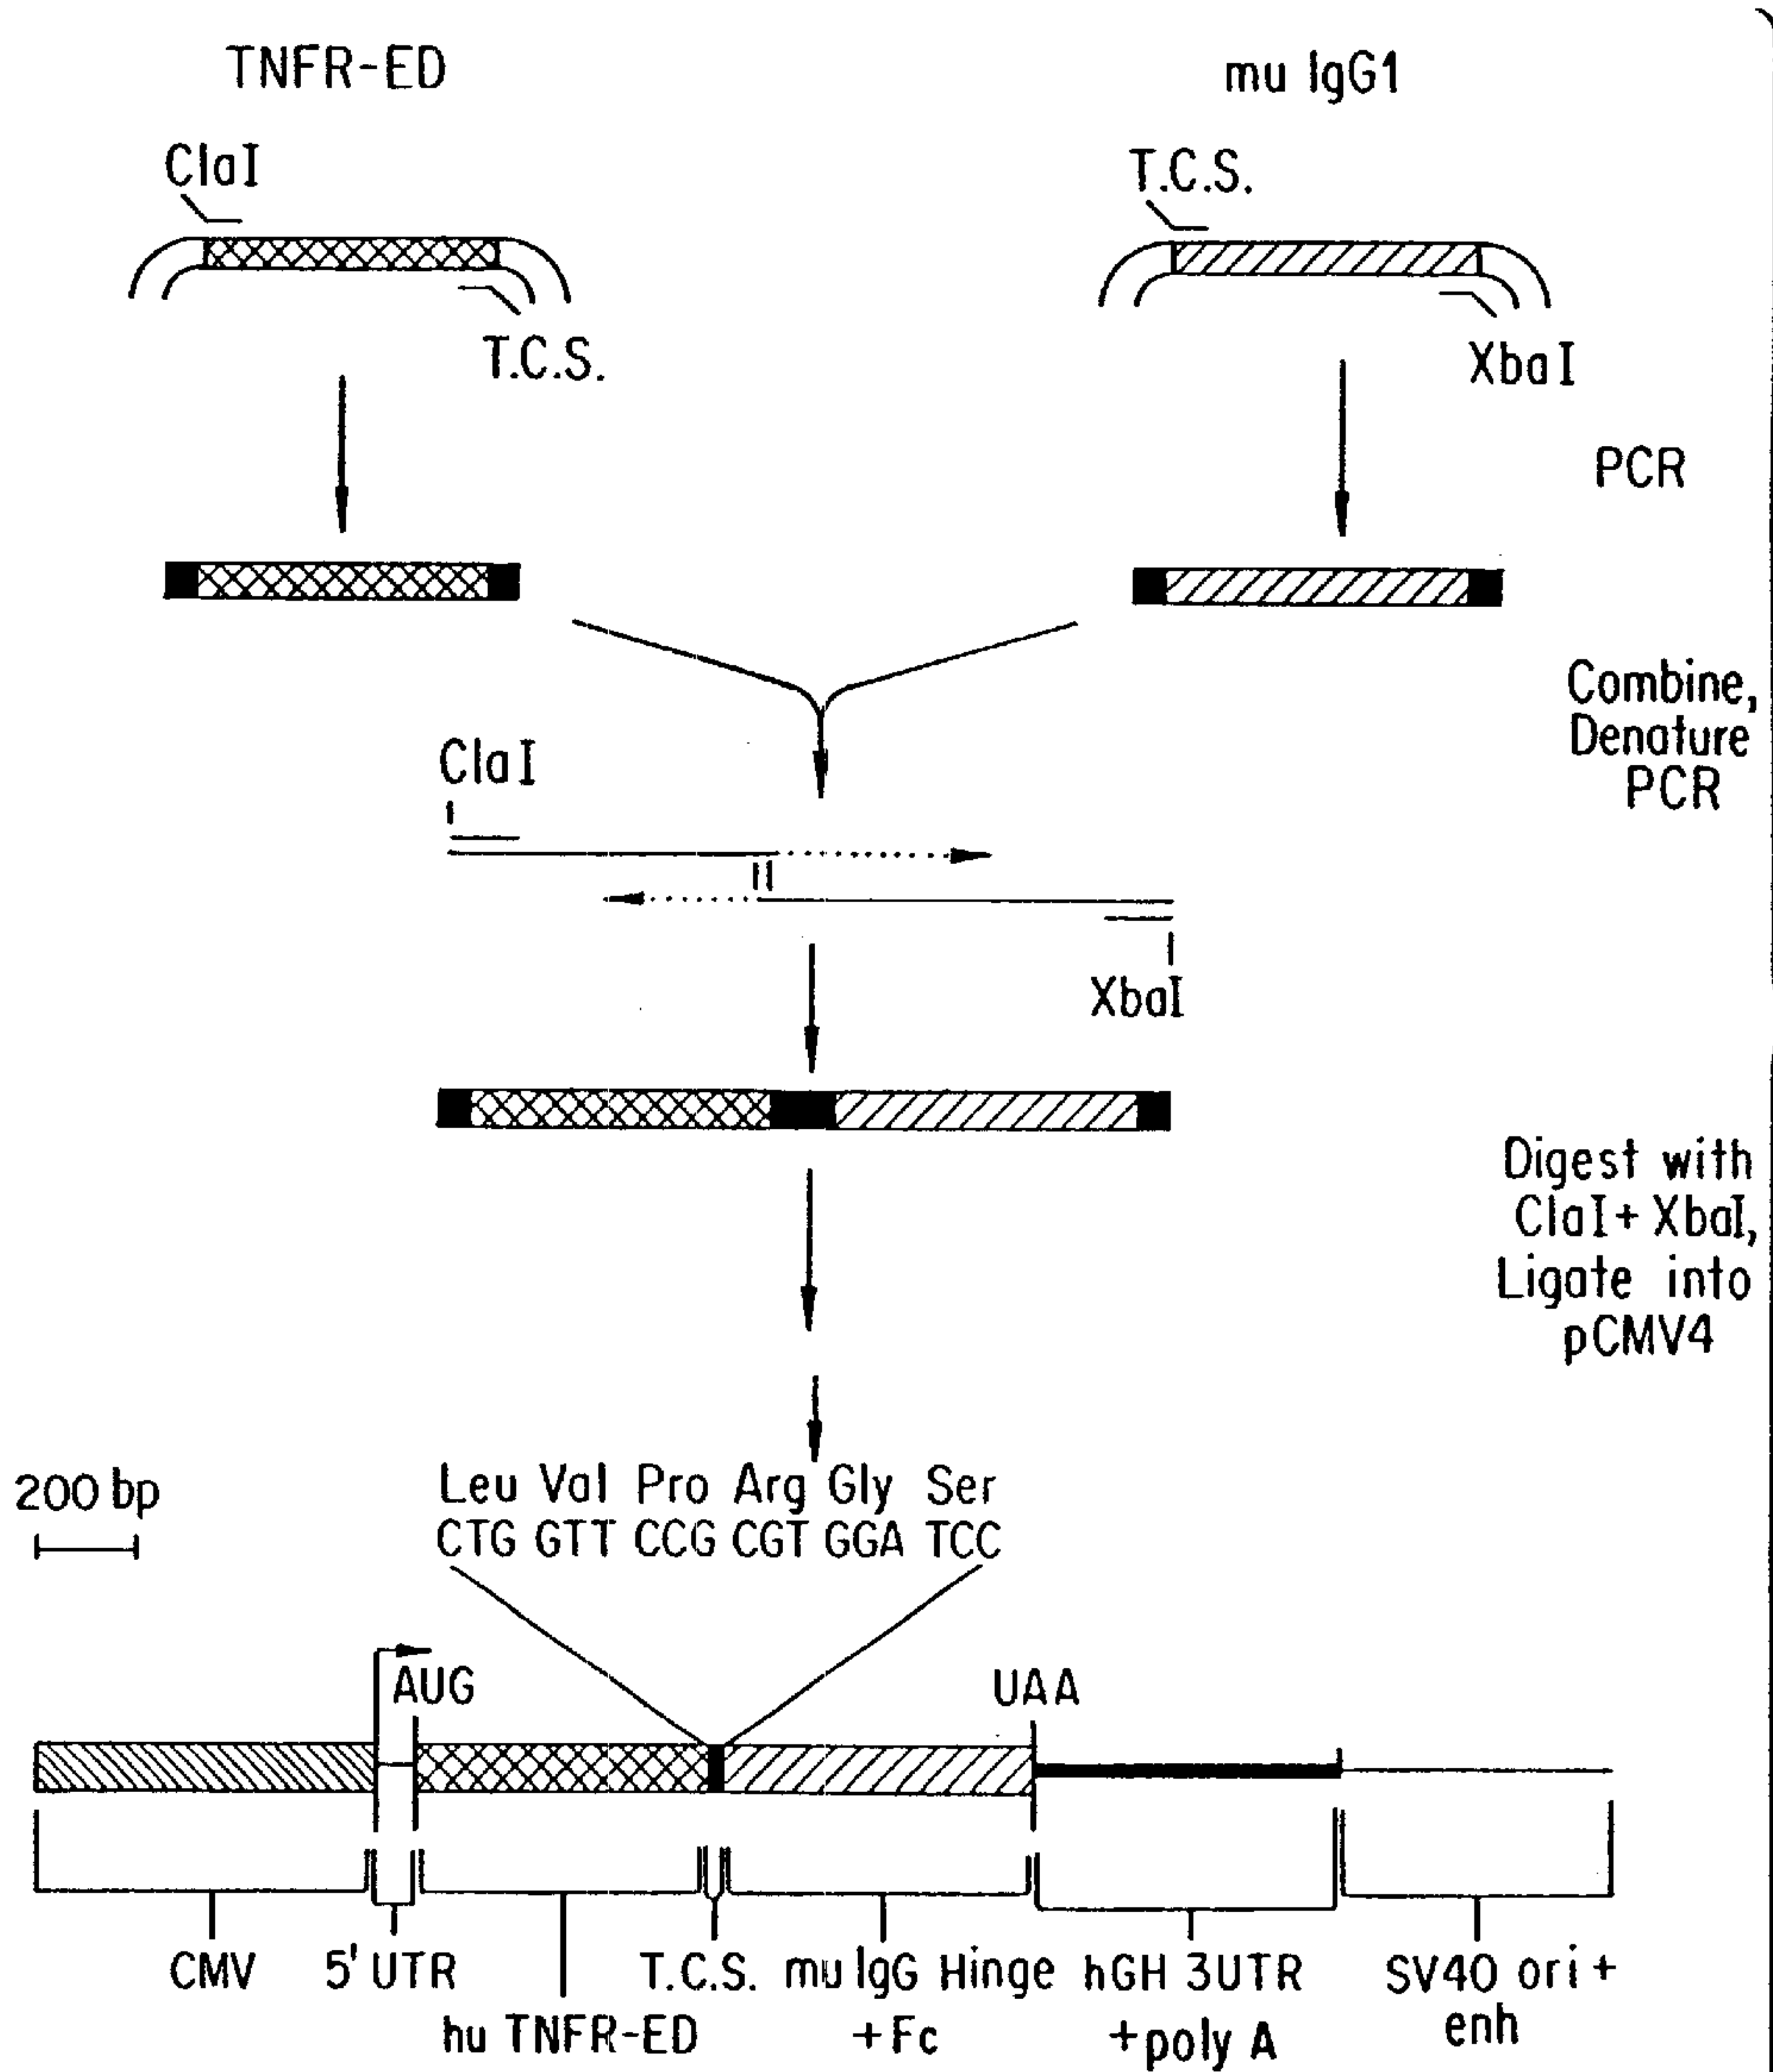 TNFR-ED
mu IgG1
ClaI
T.C.S.
T.C.S.
XbaI
PCR
Combine,
Denature
PCR
ClaI
XbaI
Digest with
ClaI + XbaI,
Ligate into
pCMV4
Leu Val Pro Arg Gly Ser
CTG GTT CCG CGT GGA TCC
200 bp
AUG
UAA
CMV
5' UTR
hu TNFR-ED
T.C.S.
mu IgG Hinge
+Fc
hGH 3UTR
+poly A
SV40 ori +
enh